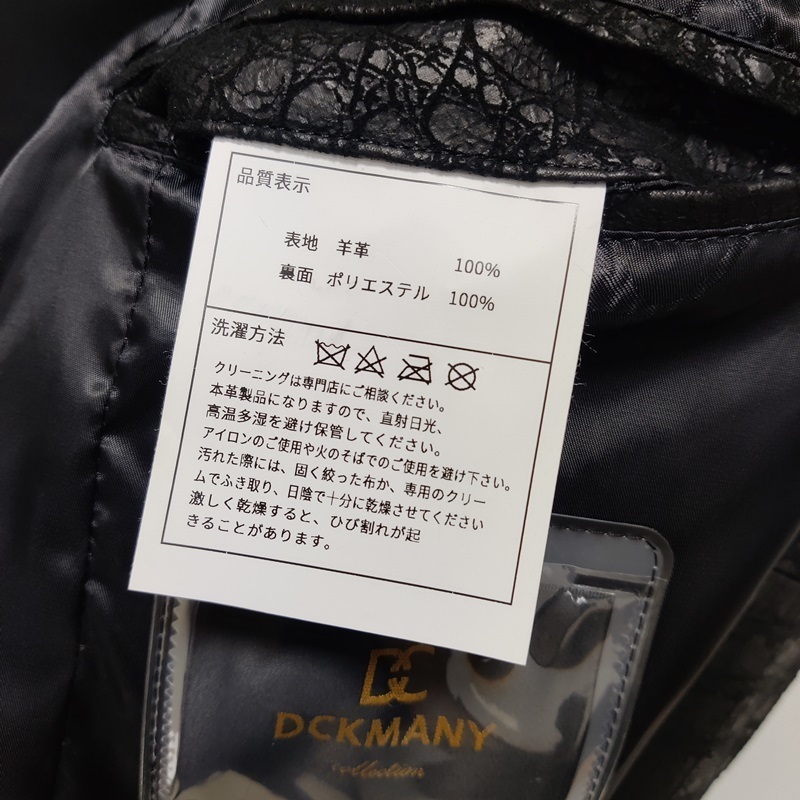 品質表示
表地 羊革 100%
裏面 ポリエステル 100%
洗濯方法
クリーニングは専門店にご相談ください。
本革製品になりますので、直射日光、
高温多湿を避け保管してください。
アイロンのご使用や火のそばでのご使用を避け下さい。
汚れた際には、固く絞った布か、専用のクリー
ムでふき取り、日陰で十分に乾燥させてください
激しく乾燥すると、ひび割れが起
きることがあります。
DC
DCKMANY
collection